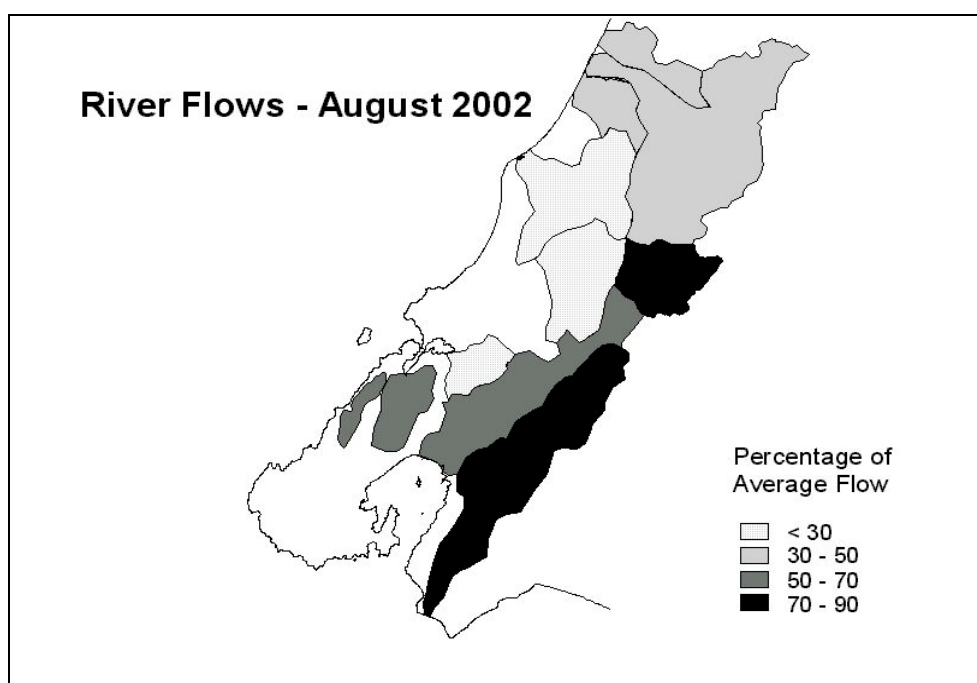 River Flows - August 2002
Percentage of
Average Flow
< 30
30 - 50
50 - 70
70 - 90